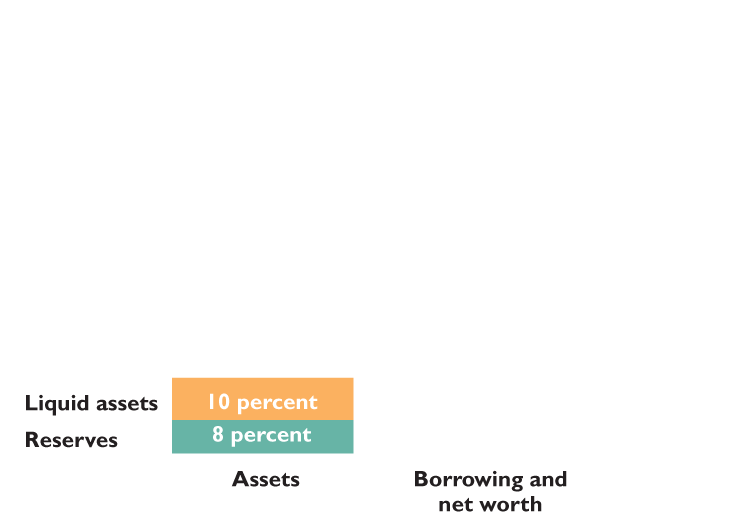 Liquid assets 10 percent
Reserves 8 percent
Assets
Borrowing and
net worth